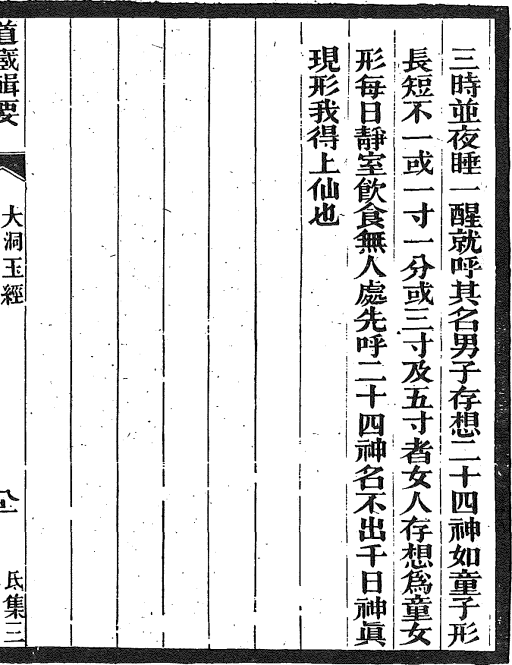 三時並夜睡一醒就呼其名男子存想二十四神如童子形
長短不一或一寸一分或三寸及五寸者女人存想爲童女
形每日靜室飮食無人處先呼二十四神名不出千日神眞
現形我得上仙也
道藏輯要
大洞玉經
氐集三